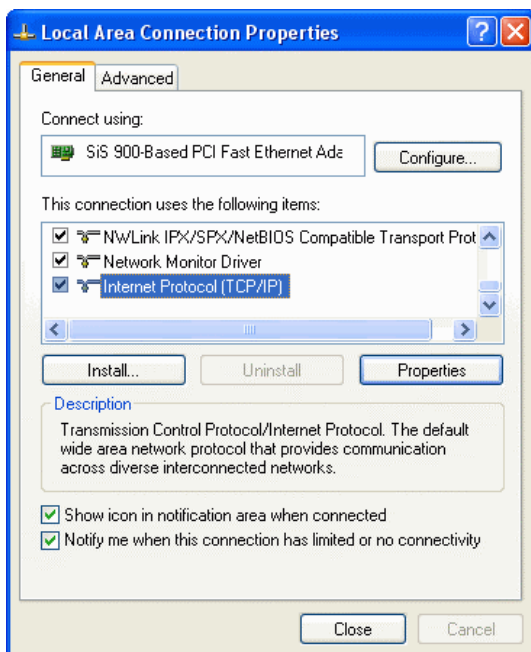 Local Area Connection Properties
General Advanced
Connect using:
SiS 900-Based PCI Fast Ethernet Ada
Configure...
This connection uses the following items:
NWLink IPX/SPX/NetBIOS Compatible Transport Prot
Network Monitor Driver
Internet Protocol (TCP/IP)
Install... Uninstall Properties
Description
Transmission Control Protocol/Internet Protocol. The default
wide area network protocol that provides communication
across diverse interconnected networks.
Show icon in notification area when connected
Notify me when this connection has limited or no connectivity
Close Cancel